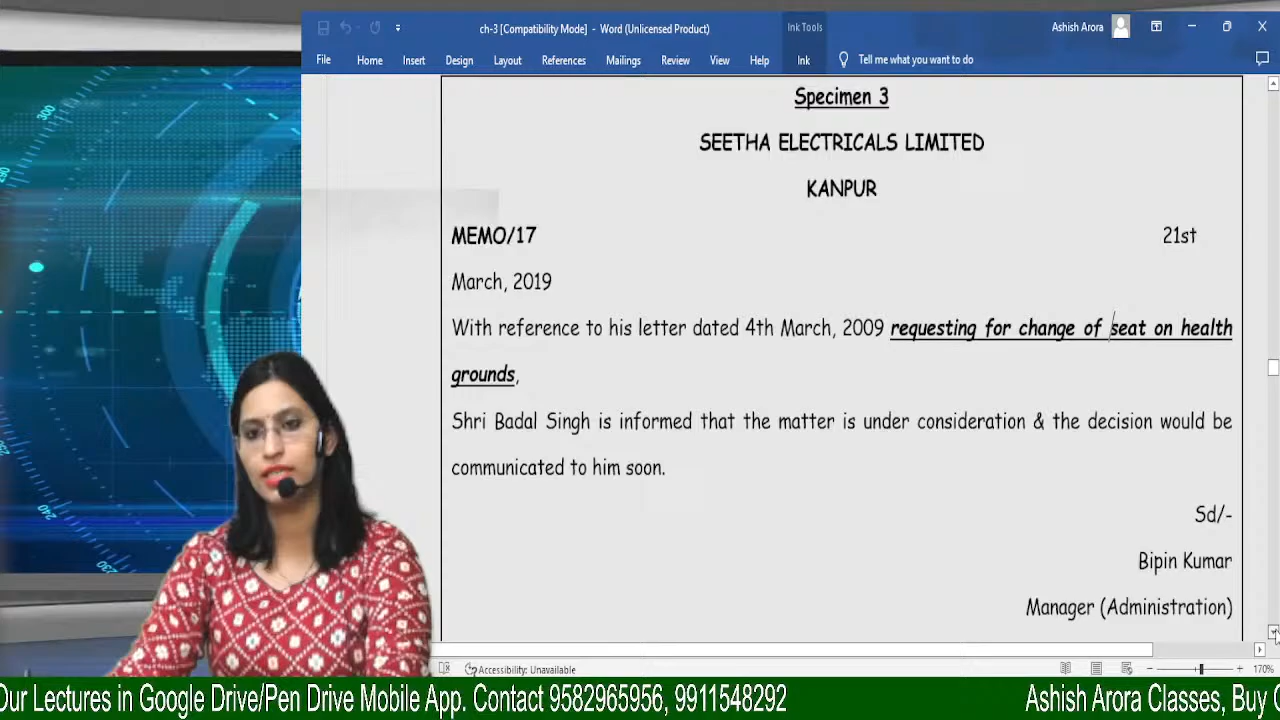 ch-3 [Compatibility Mode] - Word (Unlicensed Product)
Ink Tools
Ashish Arora
File Home Insert Design Layout References Mailings Review View Help Ink Tell me what you want to do
Specimen 3
SEETHA ELECTRICALS LIMITED
KANPUR
MEMO/17 21st
March, 2019
With reference to his letter dated 4th March, 2009 requesting for change of seat on health
grounds,
Shri Badal Singh is informed that the matter is under consideration & the decision would be
communicated to him soon.
Sd/-
Bipin Kumar
Manager (Administration)
Accessibility: Unavailable
170%
300
250
240
230
Our Lectures in Google Drive/Pen Drive Mobile App. Contact 9582965956, 9911548292 Ashish Arora Classes, Buy